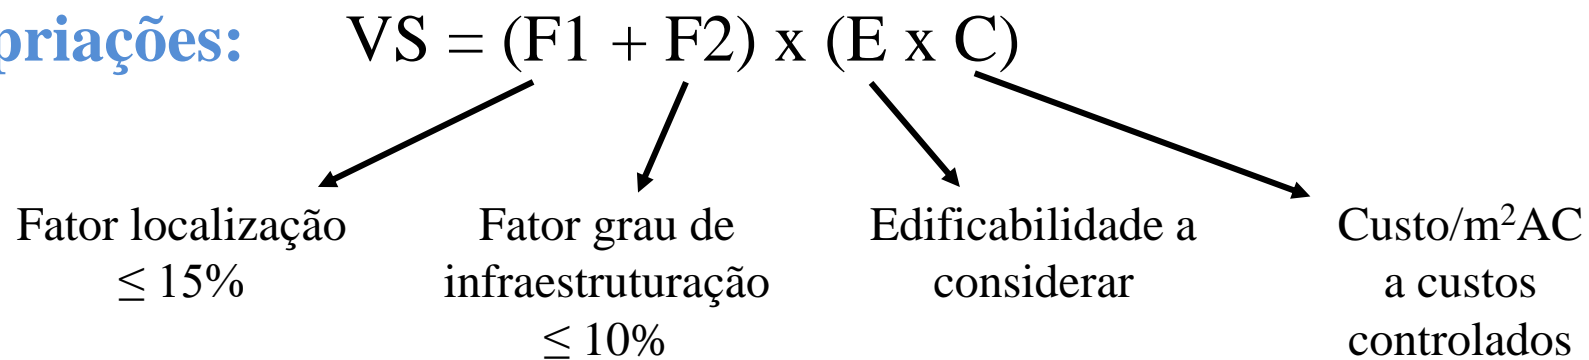 priações: VS = (F1 + F2) x (E x C)
Fator localização
≤ 15%
Fator grau de
infraestruturação
≤ 10%
Edificabilidade a
considerar
Custo/m²AC
a custos
controlados